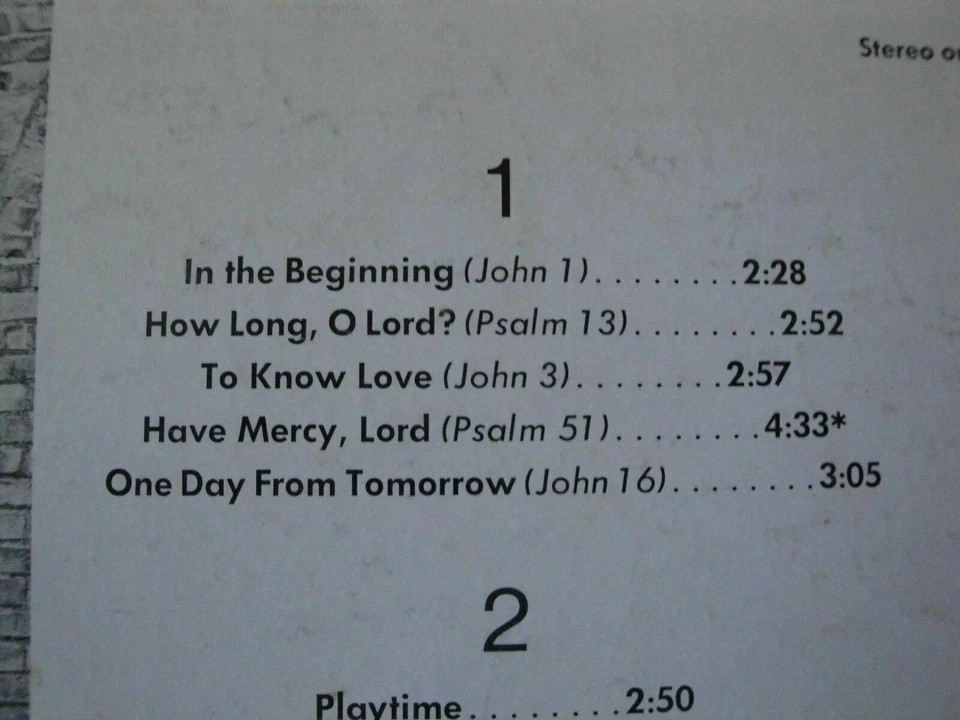 Stereo
1
In the Beginning (John 1)........2:28
How Long, O Lord? (Psalm 13)........2:52
To Know Love (John 3)........2:57
Have Mercy, Lord (Psalm 51)........4:33*
One Day From Tomorrow (John 16)........3:05
2
Playtime........2:50